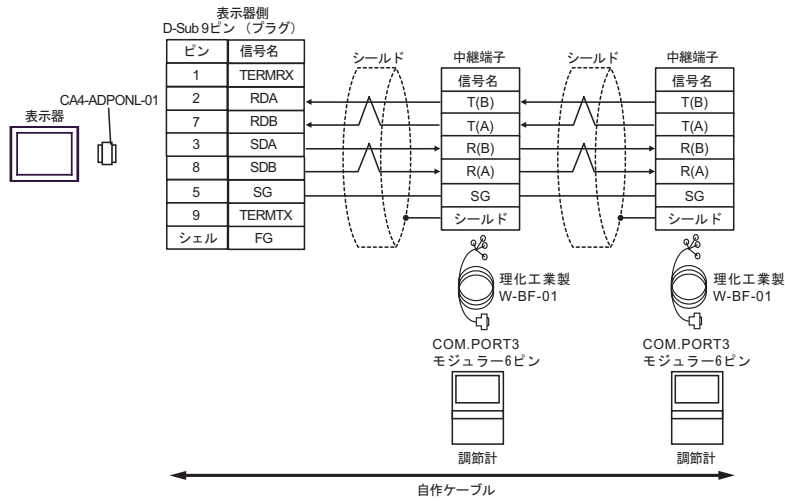 表示器側
D-Sub 9ピン （プラグ）
ピン 信号名
1 TERMRX
2 RDA
7 RDB
3 SDA
8 SDB
5 SG
9 TERMTX
シェル FG
CA4-ADPONL-01
表示器
シールド
中継端子
信号名
T(B)
T(A)
R(B)
R(A)
SG
シールド
シールド
中継端子
信号名
T(B)
T(A)
R(B)
R(A)
SG
シールド
理化工業製
W-BF-01
理化工業製
W-BF-01
COM.PORT3
モジュラー6ピン
COM.PORT3
モジュラー6ピン
調節計
調節計
自作ケーブル